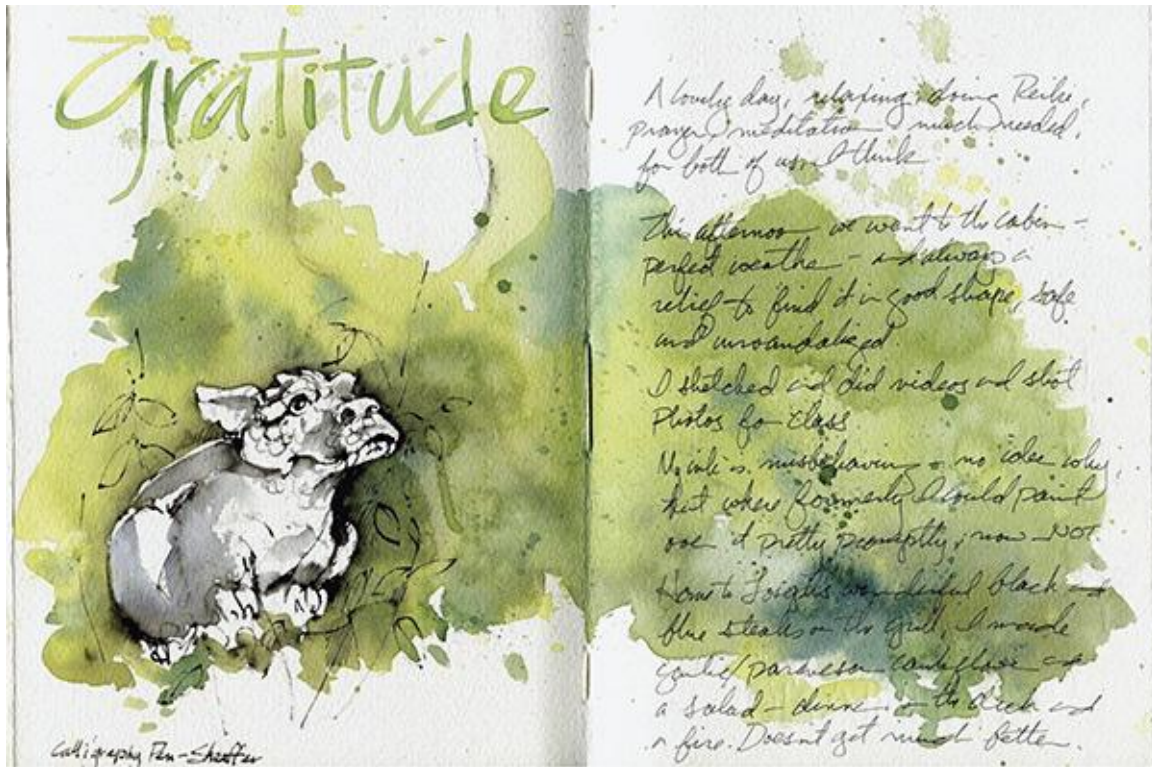 Gratitude
Calligraphy Pen - Sheaffer
A lovely day, relaxing, doing Reiki,
prayer, meditation - much needed,
for both of us, I think
This afternoon we went to the cabin -
perfect weather - and always a
relief to find it in good shape, safe
and unvandalized.
I sketched and did videos and shot
photos for class
My ink is misbehaving - no idea why,
but where formerly I could paint
over it pretty promptly, now - NOT.
Home to wonderful black and
blue steaks on the grill, I made
garlic/parmesan cauliflower and
a salad - dinner on the deck and
a fire. Doesn't get much better.